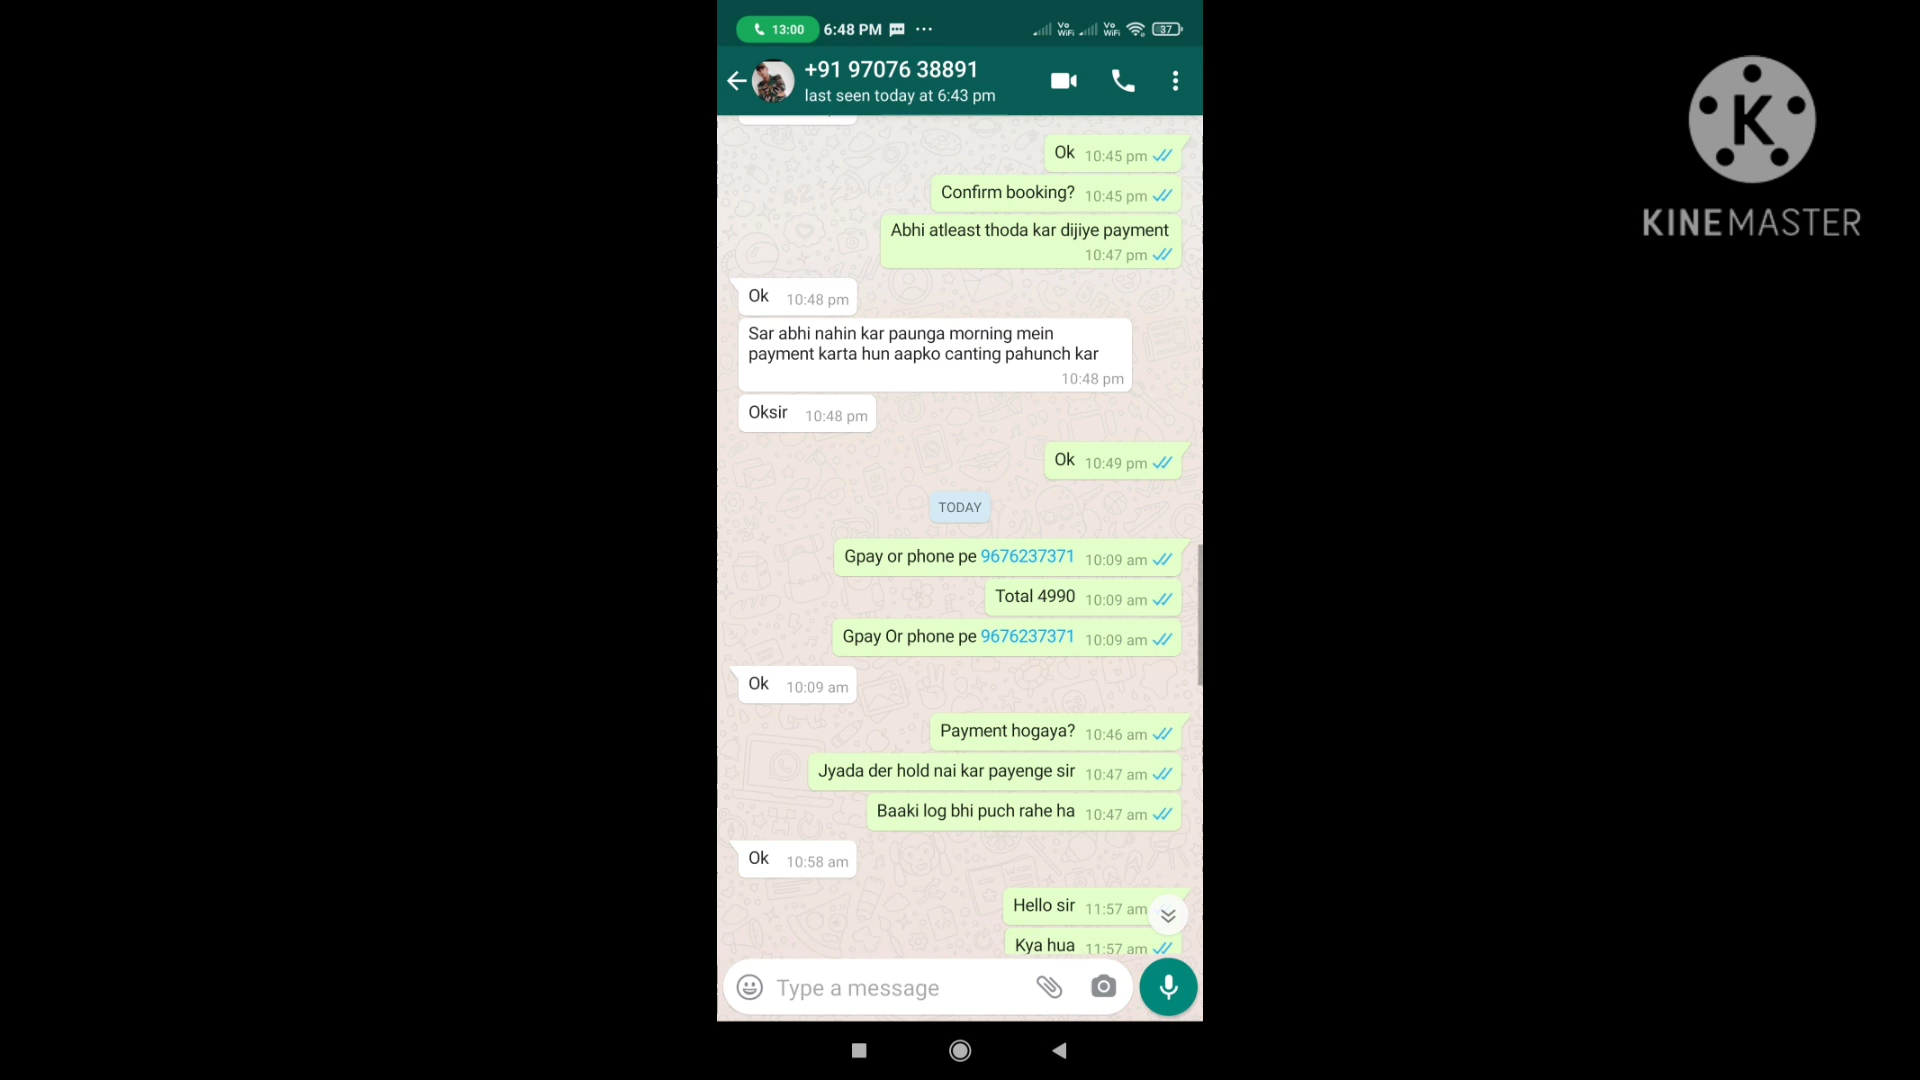 13:00 6:48 PM
Vo WiFi Vo WiFi 37
+91 97076 38891
last seen today at 6:43 pm
K
KINEMASTER
Ok 10:45 pm
Confirm booking? 10:45 pm
Abhi atleast thoda kar dijiye payment
10:47 pm
Ok 10:48 pm
Sar abhi nahin kar paunga morning mein
payment karta hun aapko canting pahunch kar
10:48 pm
Oksir 10:48 pm
Ok 10:49 pm
TODAY
Gpay or phone pe 9676237371 10:09 am
Total 4990 10:09 am
Gpay Or phone pe 9676237371 10:09 am
Ok 10:09 am
Payment hogaya? 10:46 am
Jyada der hold nai kar payenge sir 10:47 am
Baaki log bhi puch rahe ha 10:47 am
Ok 10:58 am
Hello sir 11:57 am
Kya hua 11:57 am
Type a message